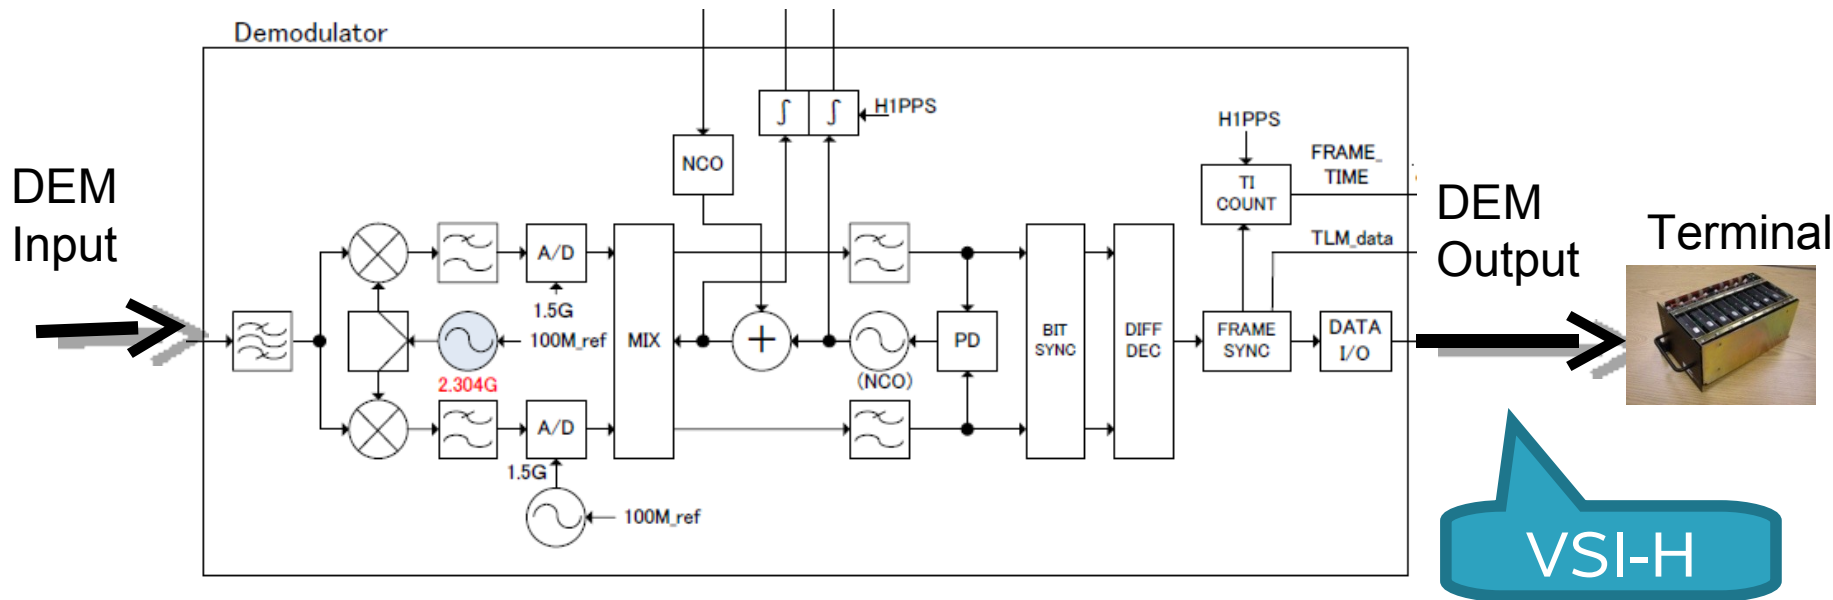 Demodulator
H1PPS
H1PPS
NCO
FRAME_
TIME
TI
COUNT
DEM
Input
DEM
Output
Terminal
TLM_data
A/D
1.5G
100M_ref
2.304G
MIX
(NCO)
PD
BIT
SYNC
DIFF
DEC
FRAME
SYNC
DATA
I/O
A/D
1.5G
100M_ref
VSI-H